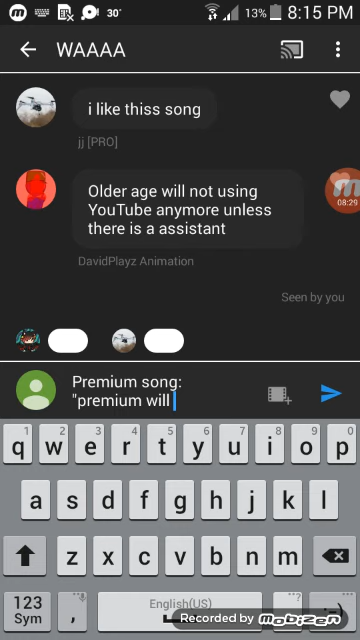 30° 13% 8:15 PM
WAAAA
i like thiss song
jj [PRO]
Older age will not using
YouTube anymore unless
there is a assistant
DavidPlayz Animation
08:29
Seen by you
Premium song:
"premium will
1 2 3 4 5 6 7 8 9 0
q w e r t y u i o p
a s d f g h j k l
z x c v b n m
123
Sym , English(US) :-)
Recorded by mobizen